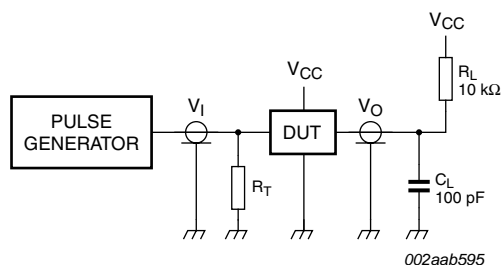 VCC
RL
10 kΩ
VCC
VI
VO
PULSE
GENERATOR
DUT
RT
CL
100 pF
002aab595